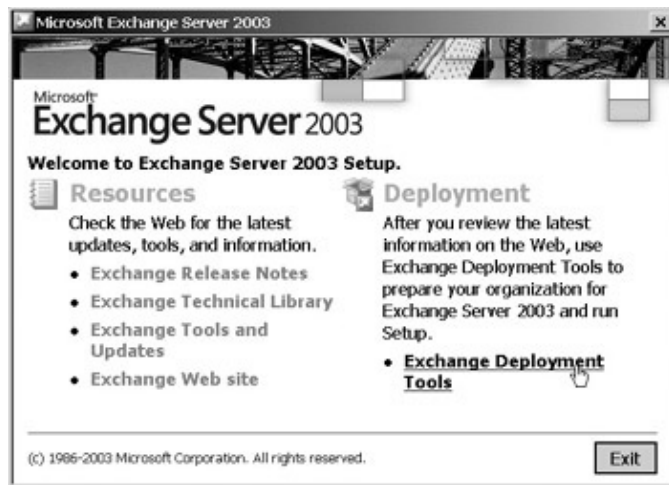 Microsoft Exchange Server 2003
Microsoft
Exchange Server 2003
Welcome to Exchange Server 2003 Setup.
Resources
Check the Web for the latest
updates, tools, and information.
• Exchange Release Notes
• Exchange Technical Library
• Exchange Tools and
Updates
• Exchange Web site
Deployment
After you review the latest
information on the Web, use
Exchange Deployment Tools to
prepare your organization for
Exchange Server 2003 and run
Setup.
• Exchange Deployment
Tools
(c) 1986-2003 Microsoft Corporation. All rights reserved.
Exit